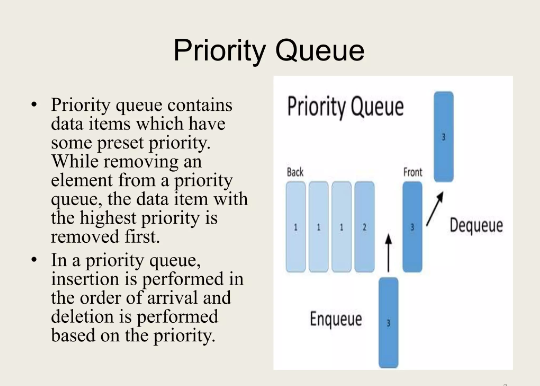 Priority Queue
• Priority queue contains
data items which have
some preset priority.
While removing an
element from a priority
queue, the data item with
the highest priority is
removed first.
• In a priority queue,
insertion is performed in
the order of arrival and
deletion is performed
based on the priority.
Priority Queue
3
Back
Front
1 1 1 2 3
Dequeue
Enqueue
3